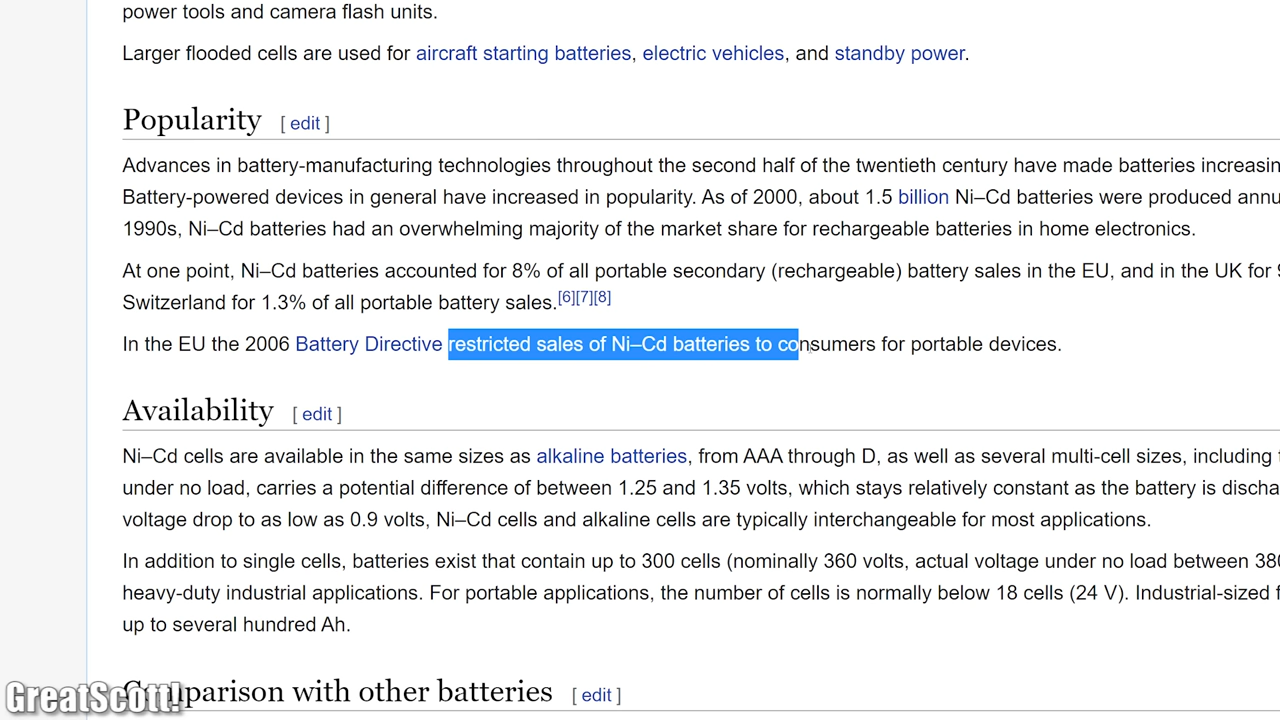 power tools and camera flash units.
Larger flooded cells are used for aircraft starting batteries, electric vehicles, and standby power.
Popularity [ edit ]
Advances in battery-manufacturing technologies throughout the second half of the twentieth century have made batteries
Battery-powered devices in general have increased in popularity. As of 2000, about 1.5 billion Ni–Cd batteries were produced
1990s, Ni–Cd batteries had an overwhelming majority of the market share for rechargeable batteries in home electronics.
At one point, Ni–Cd batteries accounted for 8% of all portable secondary (rechargeable) battery sales in the EU, and in the UK for
Switzerland for 1.3% of all portable battery sales.[6][7][8]
In the EU the 2006 Battery Directive restricted sales of Ni–Cd batteries to consumers for portable devices.
Availability [ edit ]
Ni–Cd cells are available in the same sizes as alkaline batteries, from AAA through D, as well as several multi-cell sizes, including
under no load, carries a potential difference of between 1.25 and 1.35 volts, which stays relatively constant as the battery is
voltage drop to as low as 0.9 volts, Ni–Cd cells and alkaline cells are typically interchangeable for most applications.
In addition to single cells, batteries exist that contain up to 300 cells (nominally 360 volts, actual voltage under no load between
heavy-duty industrial applications. For portable applications, the number of cells is normally below 18 cells (24 V). Industrial-sized
up to several hundred Ah.
Comparison with other batteries [ edit ]
GreatScott!